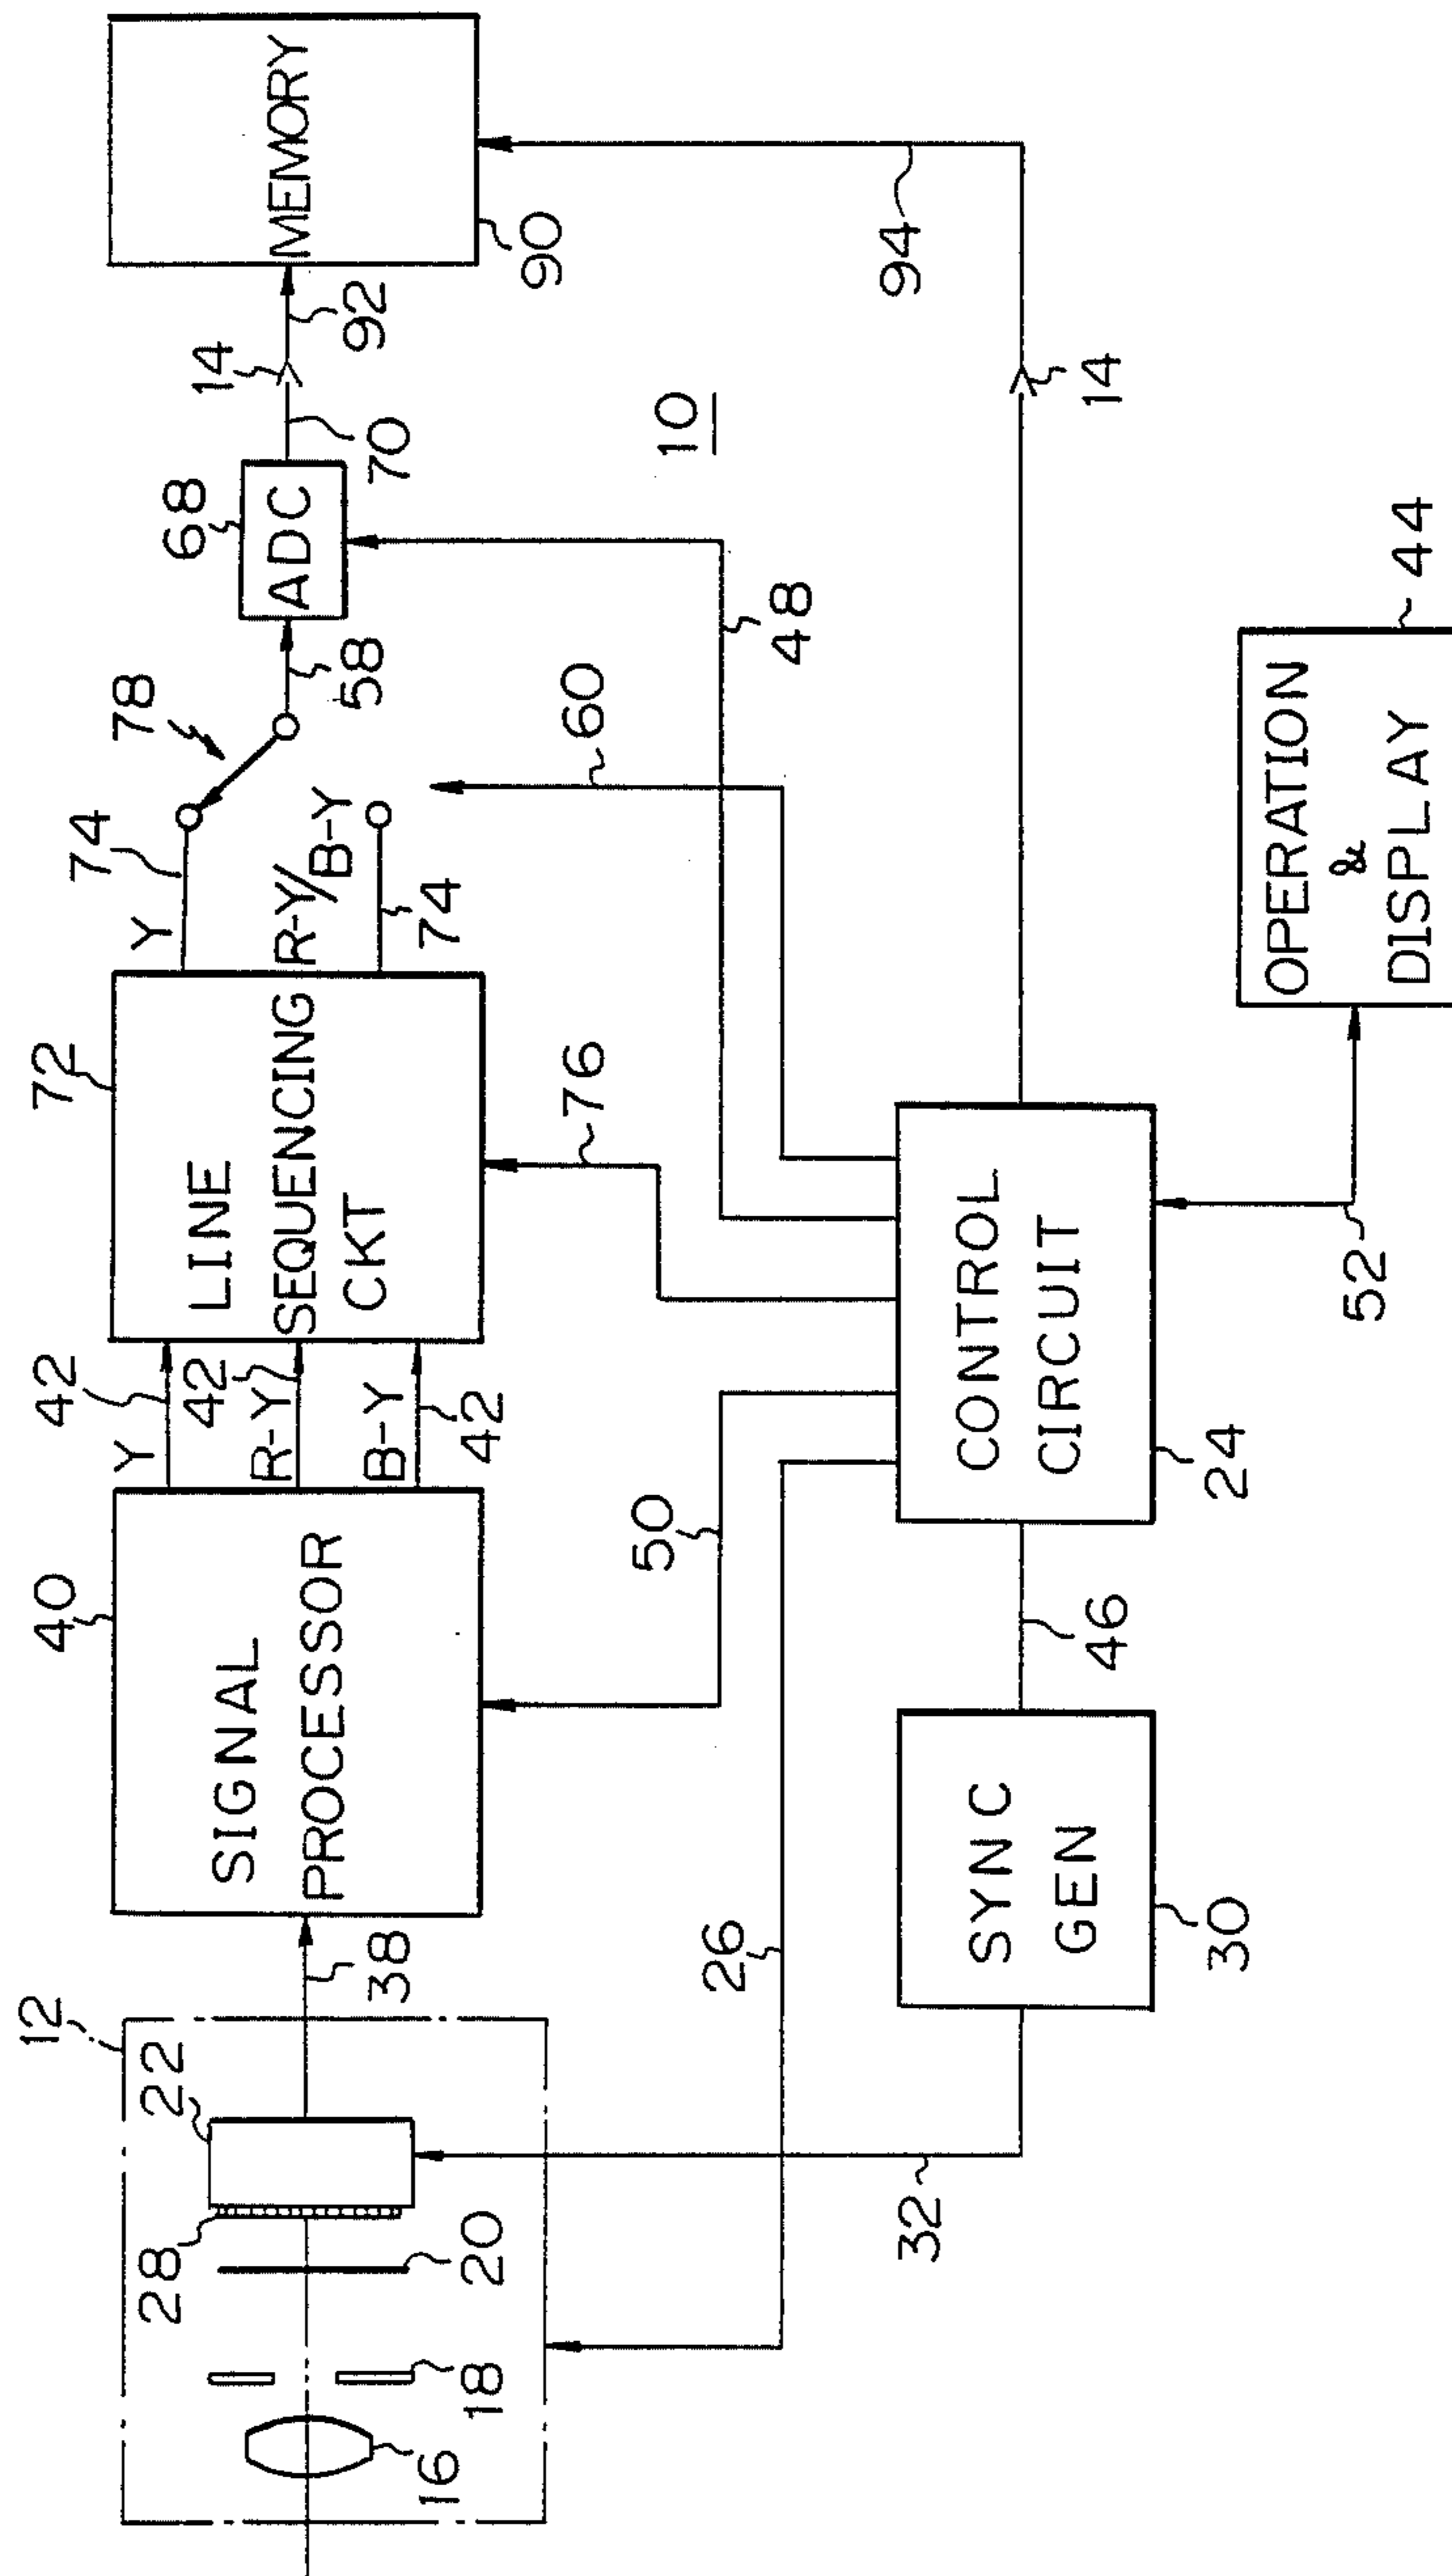 12
22
28
20
18
16
38
40
SIGNAL
PROCESSOR
Y
42
R-Y
42
B-Y
42
72
LINE
SEQUENCING
CKT
Y
74
R-Y/
B-Y
74
78
58
68
ADC
70
14
92
MEMORY
90
10
94
14
48
60
76
50
26
32
SYNC
GEN
30
46
CONTROL
CIRCUIT
24
52
OPERATION
&
DISPLAY
44